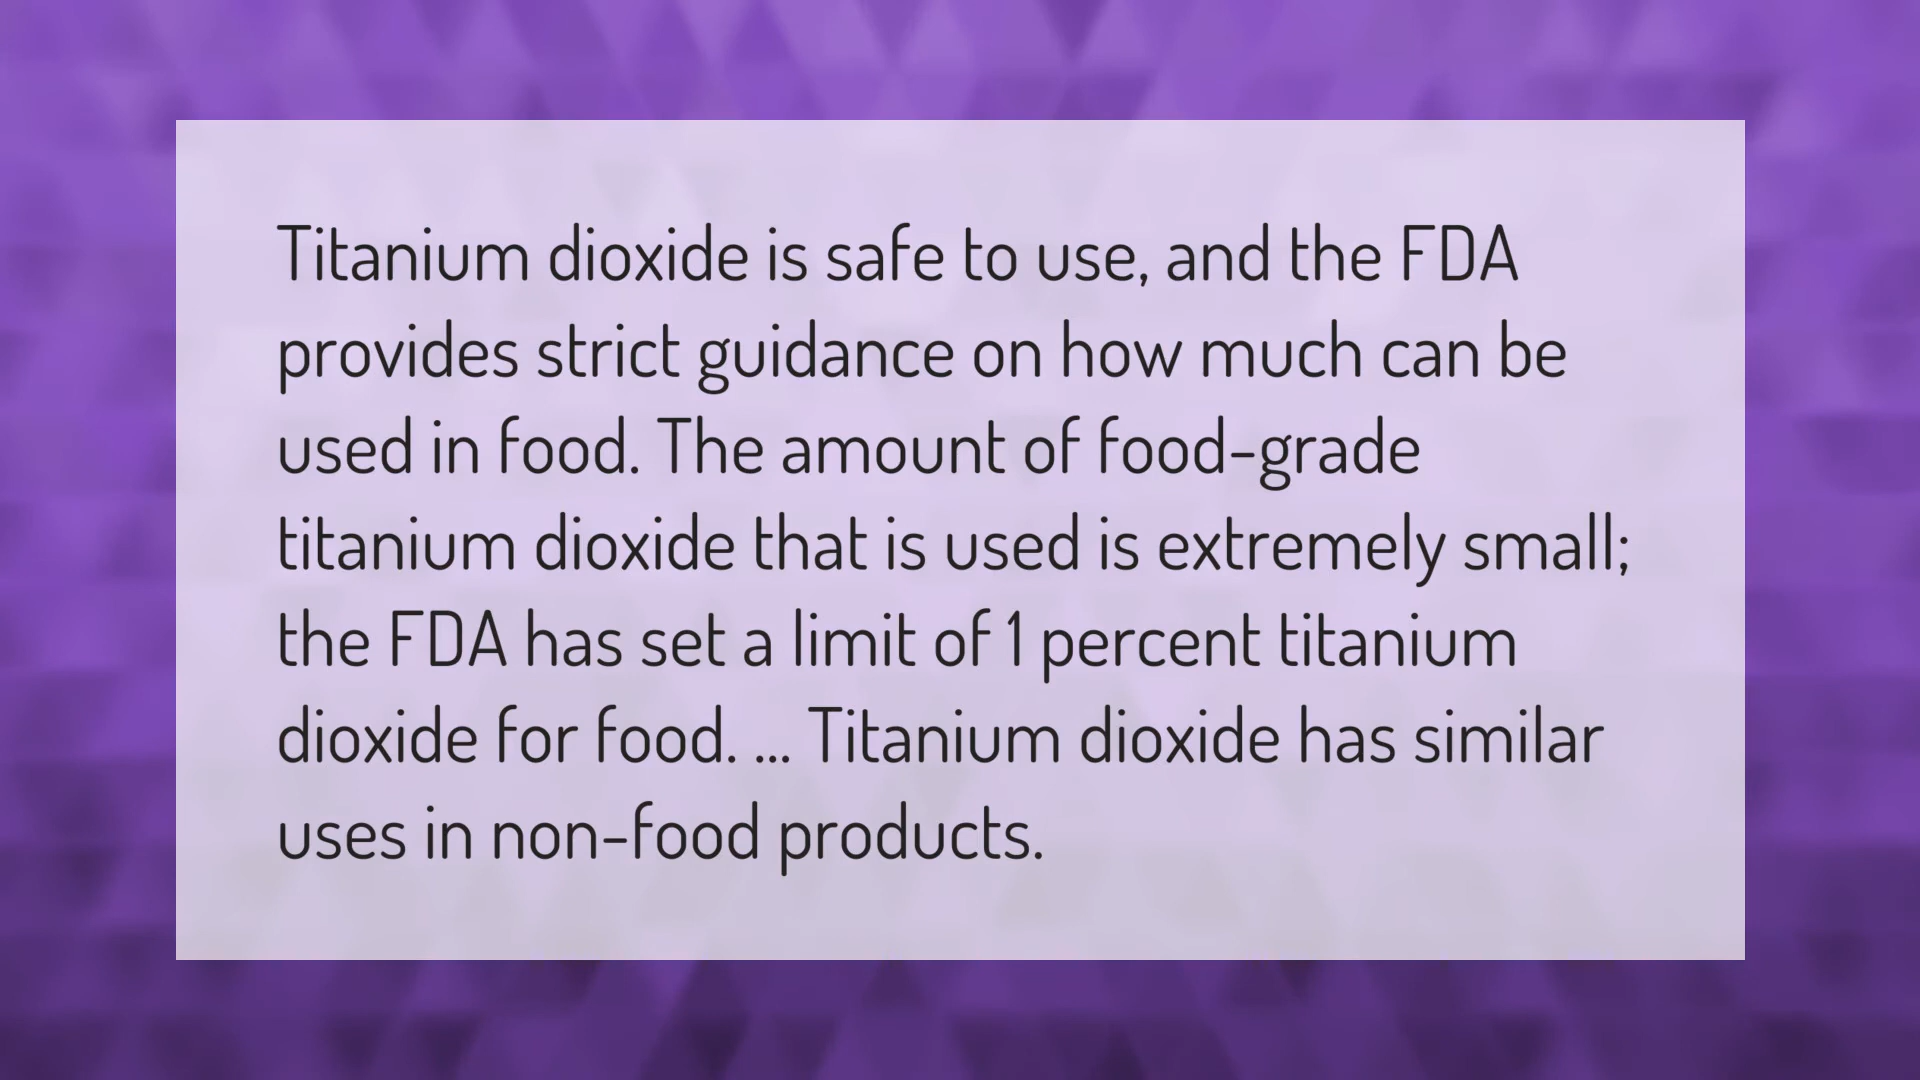 Titanium dioxide is safe to use, and the FDA
provides strict guidance on how much can be
used in food. The amount of food-grade
titanium dioxide that is used is extremely small;
the FDA has set a limit of 1 percent titanium
dioxide for food. ... Titanium dioxide has similar
uses in non-food products.